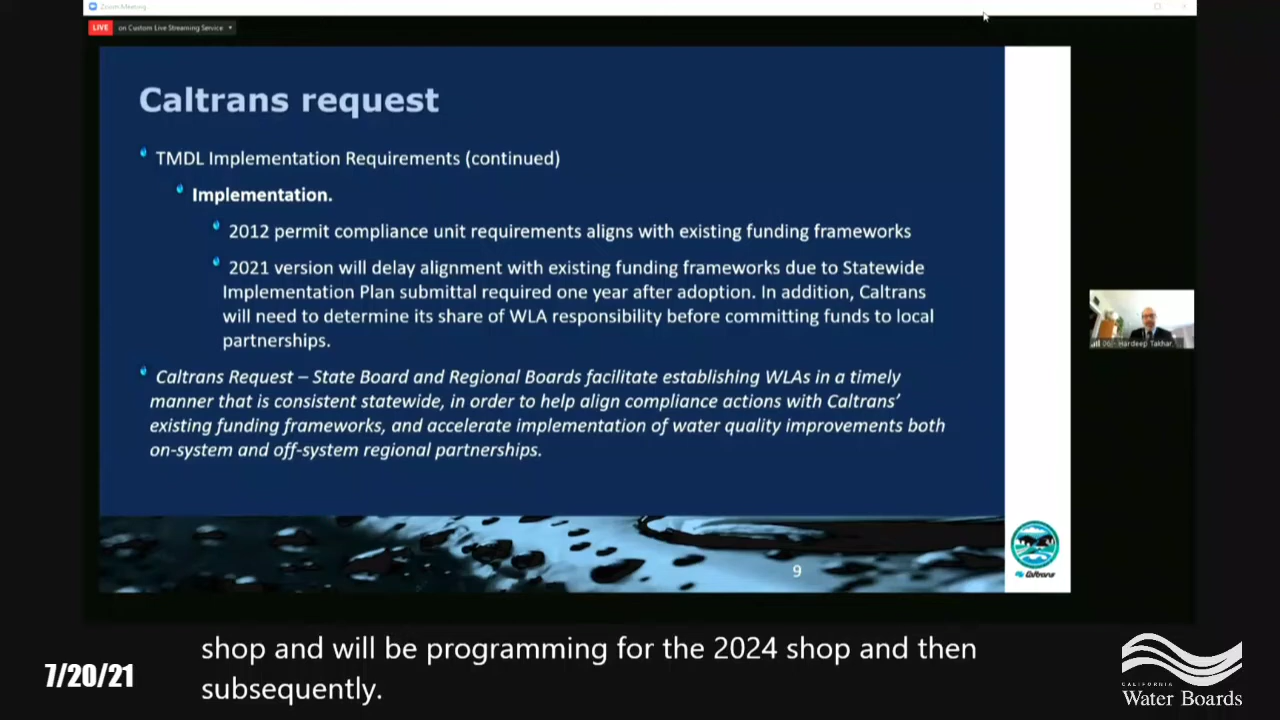 Zoom Meeting
LIVE
on Custom Live Streaming Service
Caltrans request
TMDL Implementation Requirements (continued)
Implementation.
2012 permit compliance unit requirements aligns with existing funding frameworks
2021 version will delay alignment with existing funding frameworks due to Statewide
Implementation Plan submittal required one year after adoption. In addition, Caltrans
will need to determine its share of WLA responsibility before committing funds to local
partnerships.
Caltrans Request – State Board and Regional Boards facilitate establishing WLAs in a timely
manner that is consistent statewide, in order to help align compliance actions with Caltrans’
existing funding frameworks, and accelerate implementation of water quality improvements both
on-system and off-system regional partnerships.
9
Caltrans
Hardeep Takhar
shop and will be programming for the 2024 shop and then
subsequently.
7/20/21
CALIFORNIA
Water Boards